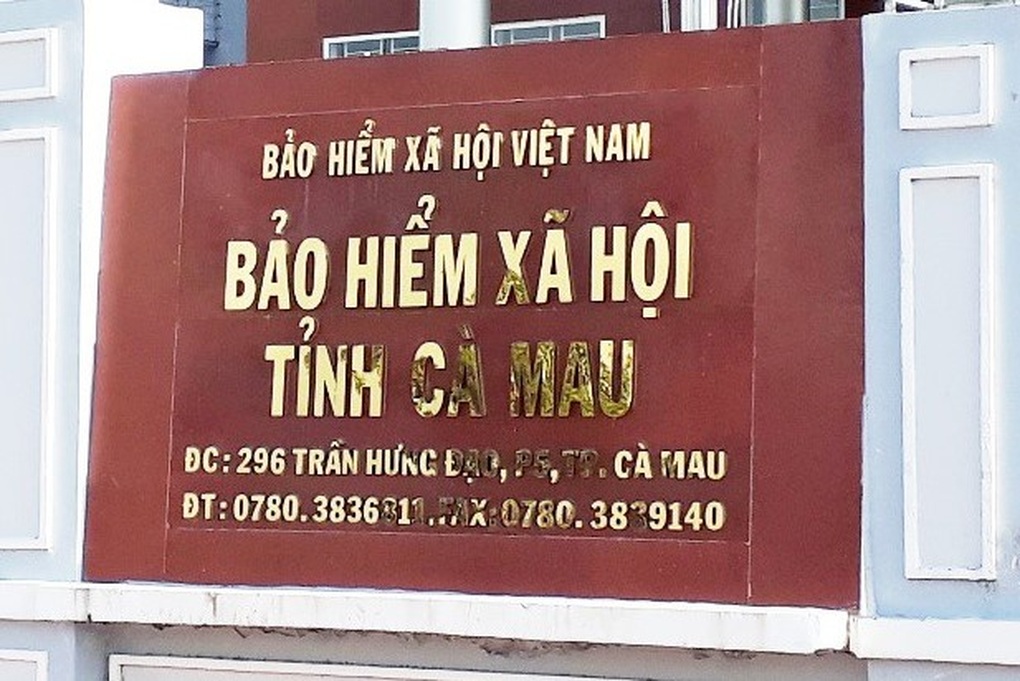 BẢO HIỂM XÃ HỘI VIỆT NAM
BẢO HIỂM XÃ HỘI
TỈNH CÀ MAU
ĐC: 296 TRẦN HƯNG ĐẠO, P5, TP. CÀ MAU
ĐT: 0780.3836811.FAX: 0780.3839140